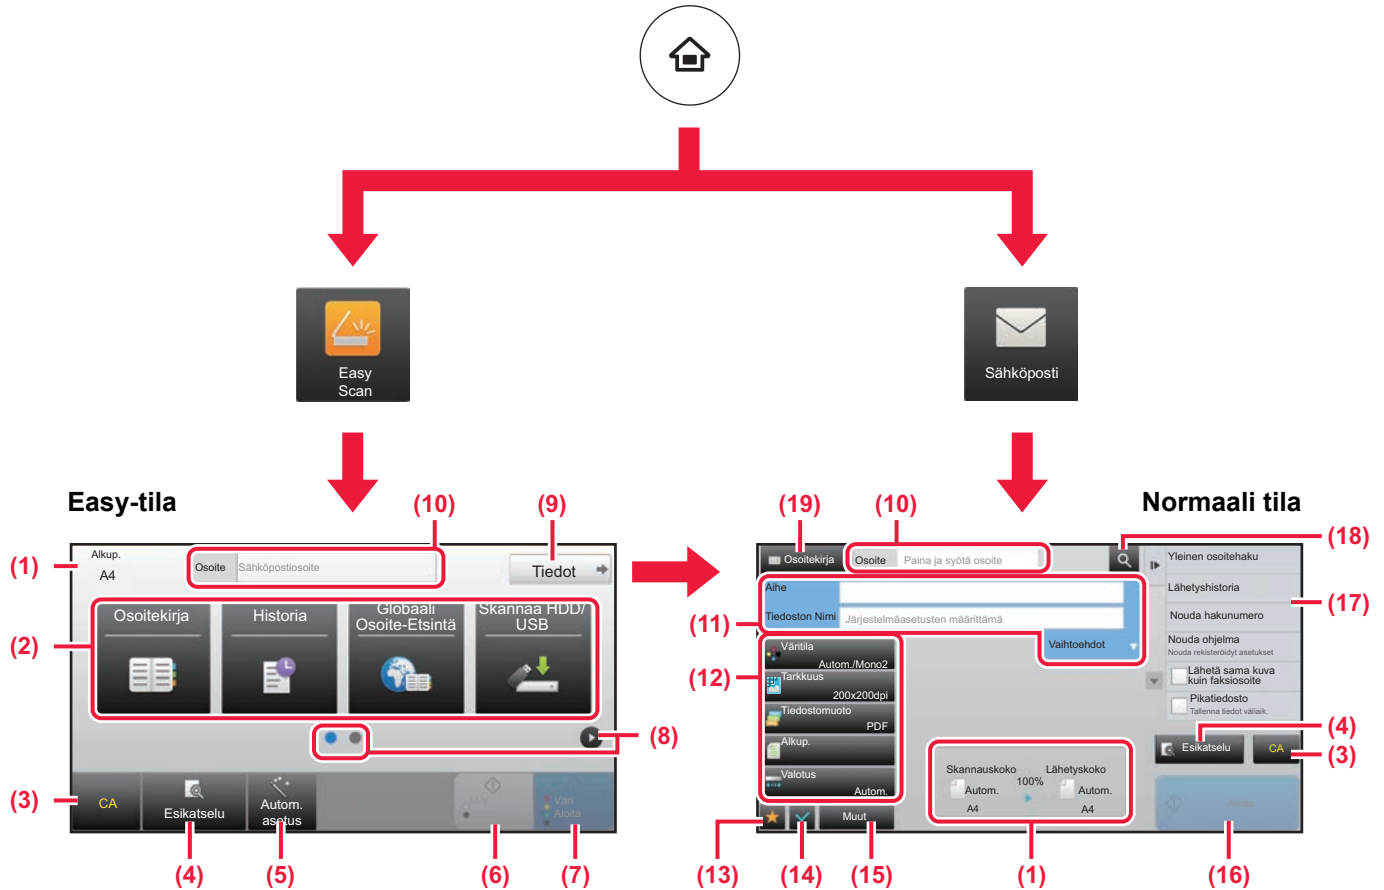 Easy
Scan
Sähköposti
Easy-tila
Normaali tila
(10)
(9)
(19)
(10)
(18)
(1)
Alkup.
A4
Osoite
Sähköpostiosoite
Tiedot
(2)
Osoitekirja
Historia
Globaali
Osoite-Etsintä
Skannaa HDD/
USB
(8)
(3)
CA
Esikatselu
Autom.
asetus
Väri
Aloita
(4)
(5)
(6)
(7)
Osoitekirja
Osoite
Paina ja syötä osoite
Aihe
Tiedoston Nimi
Järjestelmäasetusten määrittämä
(11)
Vaihtoehdot
(12)
Väritila
Autom./Mono2
Tarkkuus
200x200dpi
Tiedostomuoto
PDF
Alkup.
Valotus
Autom.
Muut
Skannauskoko
100%
Lähetyskoko
Autom.
A4
Autom.
A4
Yleinen osoitehaku
Lähetyshistoria
(17)
Nouda hakunumero
Nouda ohjelma
Nouda rekisteröidyt asetukset
Lähetä sama kuva
kuin faksiosoite
Pikatiedosto
Tallenna tiedot väliaik.
(4)
Esikatselu
CA
(3)
Aloita
(13)
(14)
(15)
(1)
(16)